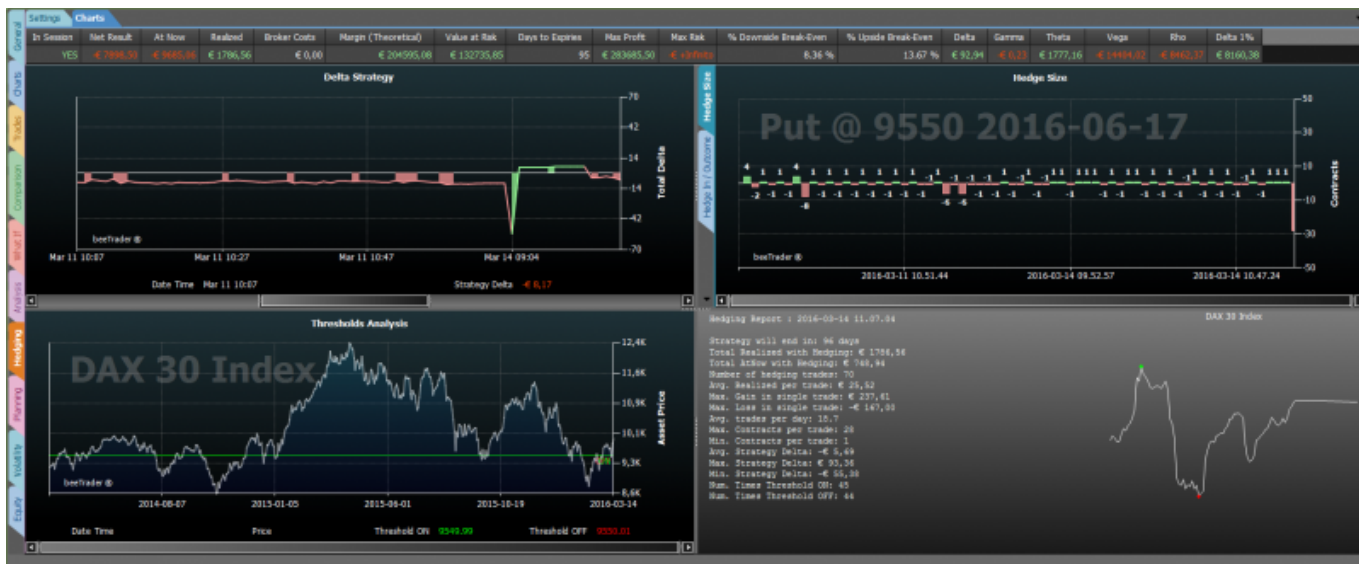 Settings Charts
In Session Net Result At Now Realized Broker Costs Margin (Theoretical) Value at Risk Days to Expiries Max Profit Max Risk % Downside Break-Even % Upside Break-Even Delta Gamma Theta Vega Rho Delta 1%
YES € 1786,56 € 0,00 € 204595,08 € 132735,85 95 € 283685,50 8.36 % 13.67 % € 92,94 € 1777,16 € 8160,38
General
Charts
Trades
Comparison
What If
Analysis
Hedging
Planning
Volatility
Equity
Delta Strategy
70
42
14
-14
-42
-70
Total Delta
beeTrader ®
Mar 11 10:07 Mar 11 10:27 Mar 11 10:47 Mar 14 09:04
Date Time Mar 11 10:07 Strategy Delta -€ 8,17
Hedge Size
Hedge In / Outcome
Hedge Size
Put @ 9550 2016-06-17
50
30
10
-10
-30
-50
Contracts
beeTrader ®
2016-03-11 10.51.44 2016-03-14 09.52.57 2016-03-14 10.47.24
Thresholds Analysis
DAX 30 Index
12,4K
11,6K
10,9K
10,1K
9,3K
8,6K
Asset Price
beeTrader ®
2014-08-07 2015-01-05 2015-06-01 2015-10-19 2016-03-14
Date Time Price Threshold ON 9549.99 Threshold OFF 9550.01
Hedging Report : 2016-03-14 11.07.04
DAX 30 Index
Strategy will end in: 96 days
Total Realized with Hedging: € 1786,56
Total AtNow with Hedging: € 748,94
Number of hedging trades: 70
Avg. Realized per trade: € 25,52
Max. Gain in single trade: € 237,61
Max. Loss in single trade: -€ 167,00
Avg. trades per day: 18.7
Max. Contracts per trade: 28
Min. Contracts per trade: 1
Avg. Strategy Delta: -€ 5,69
Max. Strategy Delta: € 93,36
Min. Strategy Delta: -€ 55,38
Num. Times Threshold ON: 45
Num. Times Threshold OFF: 44